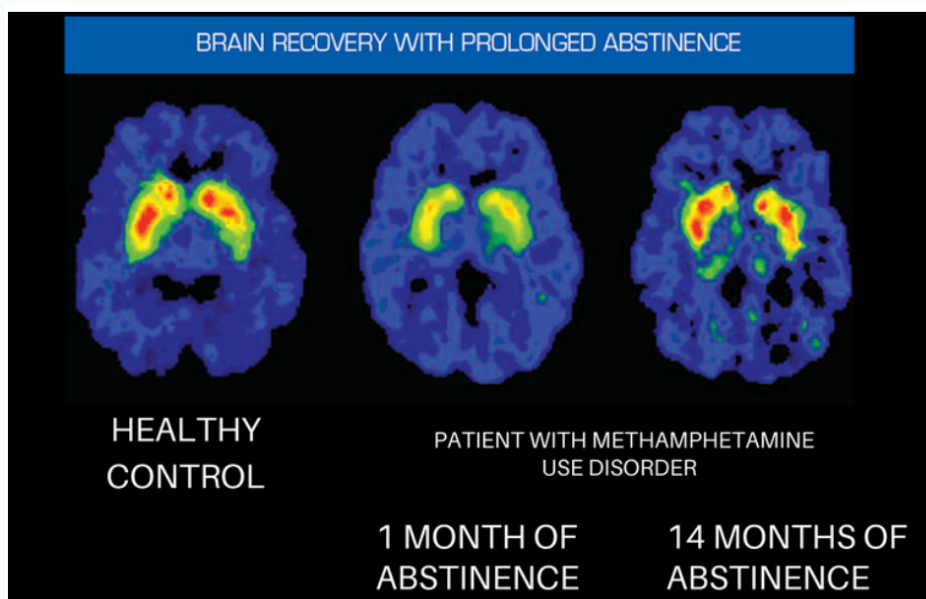 BRAIN RECOVERY WITH PROLONGED ABSTINENCE
HEALTHY
CONTROL
PATIENT WITH METHAMPHETAMINE
USE DISORDER
1 MONTH OF
ABSTINENCE
14 MONTHS OF
ABSTINENCE